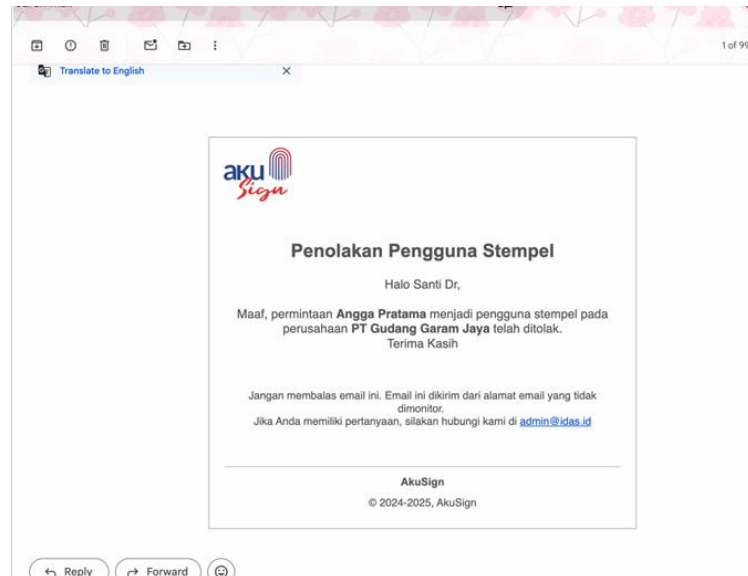 1 of 99
Translate to English
aku
Sign
Penolakan Pengguna Stempel
Halo Santi Dr,
Maaf, permintaan Angga Pratama menjadi pengguna stempel pada
perusahaan PT Gudang Garam Jaya telah ditolak.
Terima Kasih
Jangan membalas email ini. Email ini dikirim dari alamat email yang tidak
dimonitor.
Jika Anda memiliki pertanyaan, silakan hubungi kami di admin@idas.id
AkuSign
© 2024-2025, AkuSign
Reply
Forward